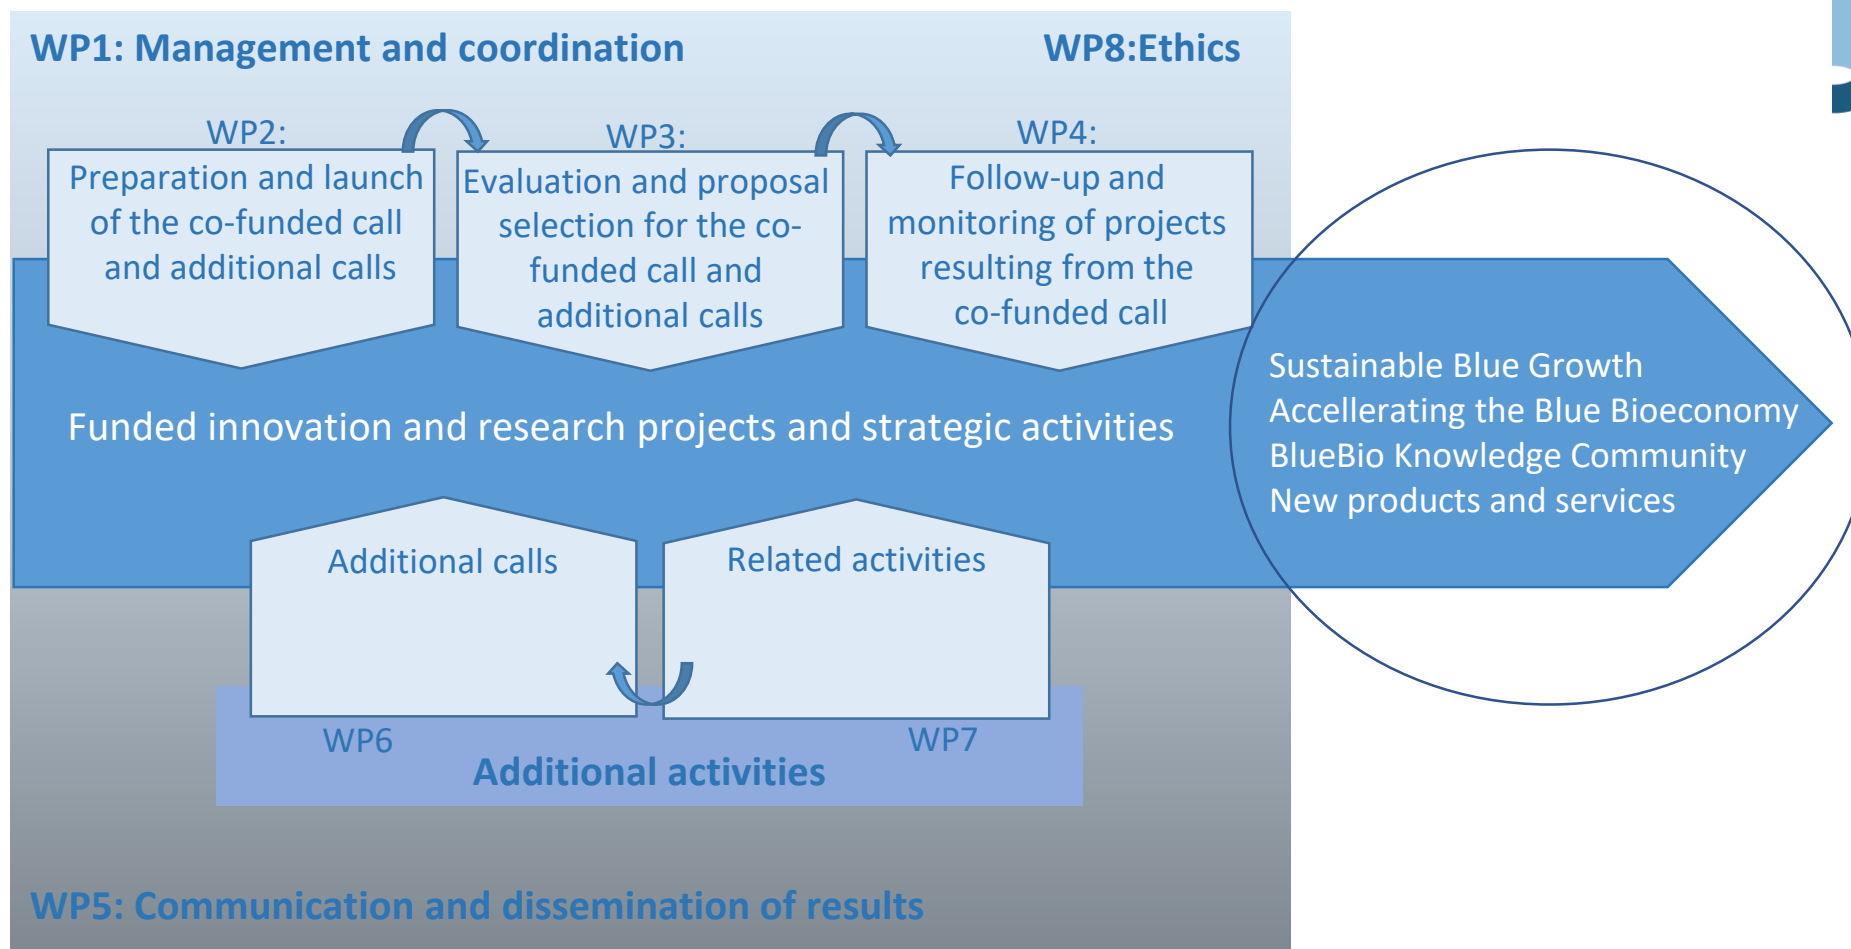 WP1: Management and coordination
WP8:Ethics
WP2:
Preparation and launch
of the co-funded call
and additional calls
WP3:
Evaluation and proposal
selection for the co-
funded call and
additional calls
WP4:
Follow-up and
monitoring of projects
resulting from the
co-funded call
Funded innovation and research projects and strategic activities
Sustainable Blue Growth
Accellerating the Blue Bioeconomy
BlueBio Knowledge Community
New products and services
Additional calls
Related activities
WP6
WP7
Additional activities
WP5: Communication and dissemination of results